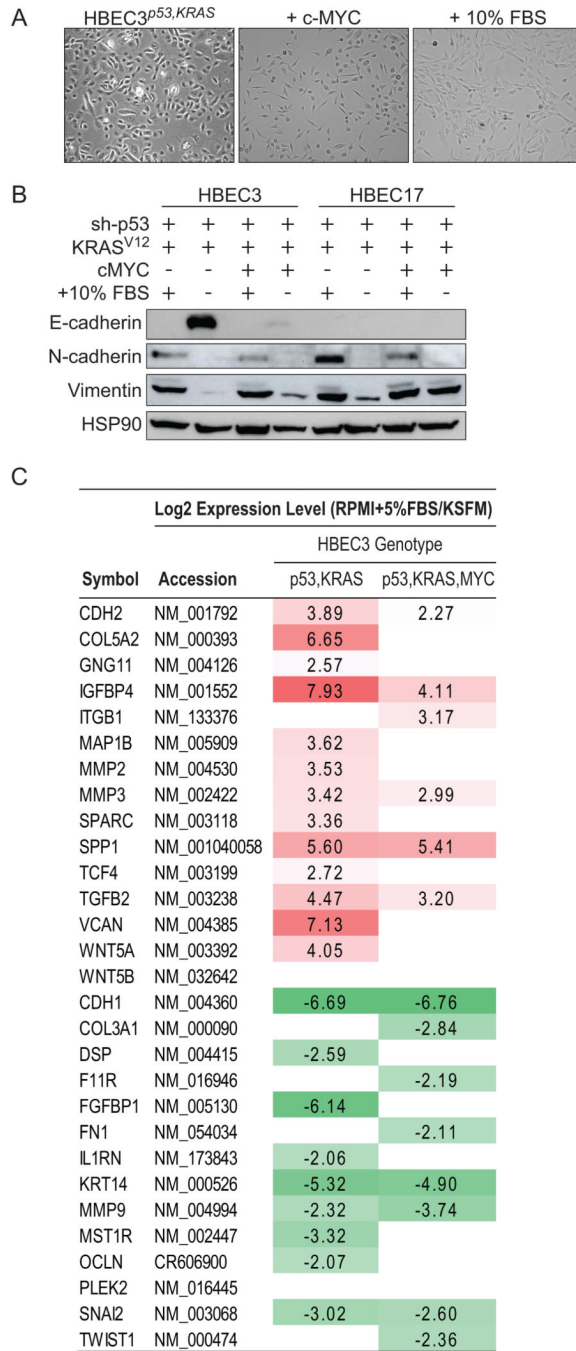 A
HBEC3p53,KRAS + c-MYC + 10% FBS
B
HBEC3 HBEC17
sh-p53 + + + + + + + +
KRASV12 + + + + + + + +
cMYC - - + + - - + +
+10% FBS + - + - + - + -
E-cadherin
N-cadherin
Vimentin
HSP90
C
Log2 Expression Level (RPMI+5%FBS/KSFM)
HBEC3 Genotype
Symbol Accession p53,KRAS p53,KRAS,MYC
CDH2 NM_001792 3.89 2.27
COL5A2 NM_000393 6.65
GNG11 NM_004126 2.57
IGFBP4 NM_001552 7.93 4.11
ITGB1 NM_133376 3.17
MAP1B NM_005909 3.62
MMP2 NM_004530 3.53
MMP3 NM_002422 3.42 2.99
SPARC NM_003118 3.36
SPP1 NM_001040058 5.60 5.41
TCF4 NM_003199 2.72
TGFB2 NM_003238 4.47 3.20
VCAN NM_004385 7.13
WNT5A NM_003392 4.05
WNT5B NM_032642
CDH1 NM_004360 -6.69 -6.76
COL3A1 NM_000090 -2.84
DSP NM_004415 -2.59
F11R NM_016946 -2.19
FGFBP1 NM_005130 -6.14
FN1 NM_054034 -2.11
IL1RN NM_173843 -2.06
KRT14 NM_000526 -5.32 -4.90
MMP9 NM_004994 -2.32 -3.74
MST1R NM_002447 -3.32
OCLN CR606900 -2.07
PLEK2 NM_016445
SNAI2 NM_003068 -3.02 -2.60
TWIST1 NM_000474 -2.36